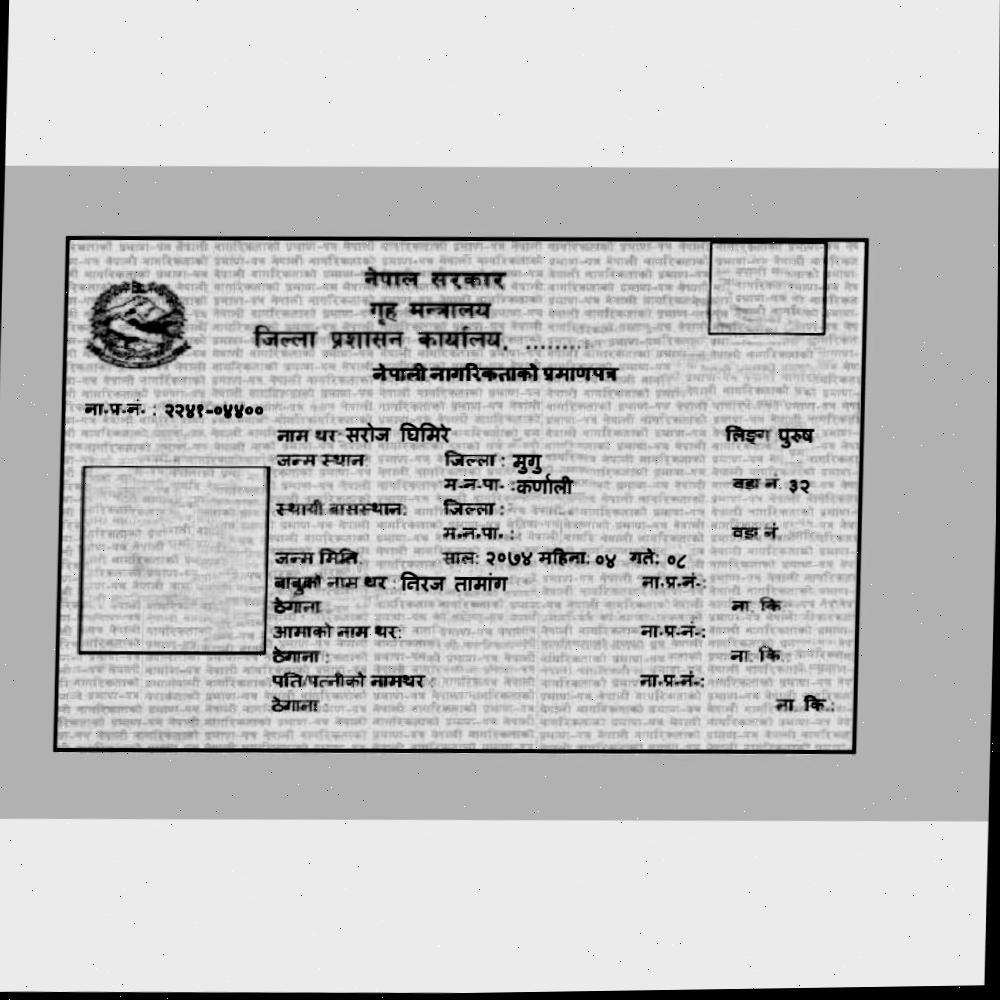 नेपाल सरकार
गृह मन्त्रालय
जिल्ला प्रशासन कार्यालय. .........
नेपाली नागरिकताको प्रमाणपत्र
ना.प्र.नं. : २२४१-०४४००
नाम थर: सरोज घिमिरे लिङ्ग पुरुष
जन्म स्थान: जिल्ला : मुगु
म.न.पा. :कर्णाली वडा नं. ३२
स्थायी बासस्थान: जिल्ला :
म.न.पा. : वडा नं
जन्म मिति: साल: २०७४ महिना: ०४ गते: ०८
बाबुको नाम थर : निरज तामांग ना.प्र.नं.:
ठेगाना : ना. कि. :
आमाको नाम थर: ना.प्र.नं.:
ठेगाना : ना. कि. :
पति/पत्नीको नामथर : ना.प्र.नं.:
ठेगाना : ना. कि.: